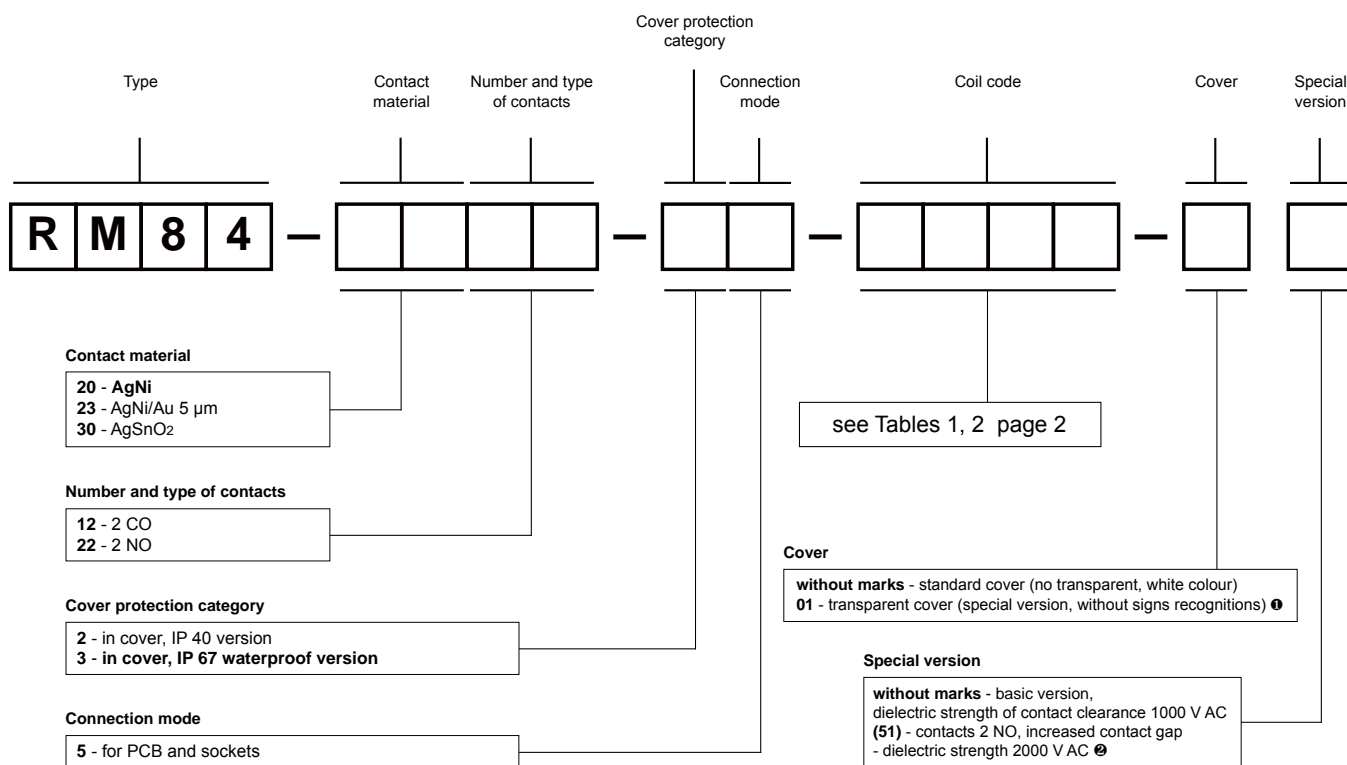 Cover protection
category
Type
Contact
material
Number and type
of contacts
Connection
mode
Coil code
Cover
Special
version
R M 8 4 – – – –
Contact material
20 - AgNi
23 - AgNi/Au 5 µm
30 - AgSnO2
see Tables 1, 2 page 2
Number and type of contacts
12 - 2 CO
22 - 2 NO
Cover
without marks - standard cover (no transparent, white colour)
01 - transparent cover (special version, without signs recognitions) ❶
Cover protection category
2 - in cover, IP 40 version
3 - in cover, IP 67 waterproof version
Special version
without marks - basic version,
dielectric strength of contact clearance 1000 V AC
(51) - contacts 2 NO, increased contact gap
- dielectric strength 2000 V AC ❷
Connection mode
5 - for PCB and sockets